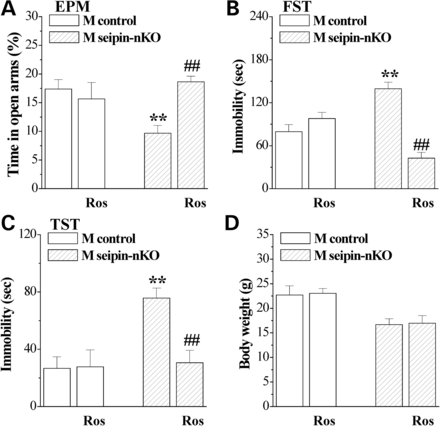 A EPM
M control
M seipin-nKO
Time in open arms (%)
30
25
20
15
10
5
0
**
##
Ros
Ros
B FST
M control
M seipin-nKO
Immobility (sec)
180
120
60
0
**
##
Ros
Ros
C TST
M control
M seipin-nKO
Immobility (sec)
120
80
40
0
**
##
Ros
Ros
D
M control
M seipin-nKO
Body weight (g)
35
30
25
20
15
10
5
0
Ros
Ros